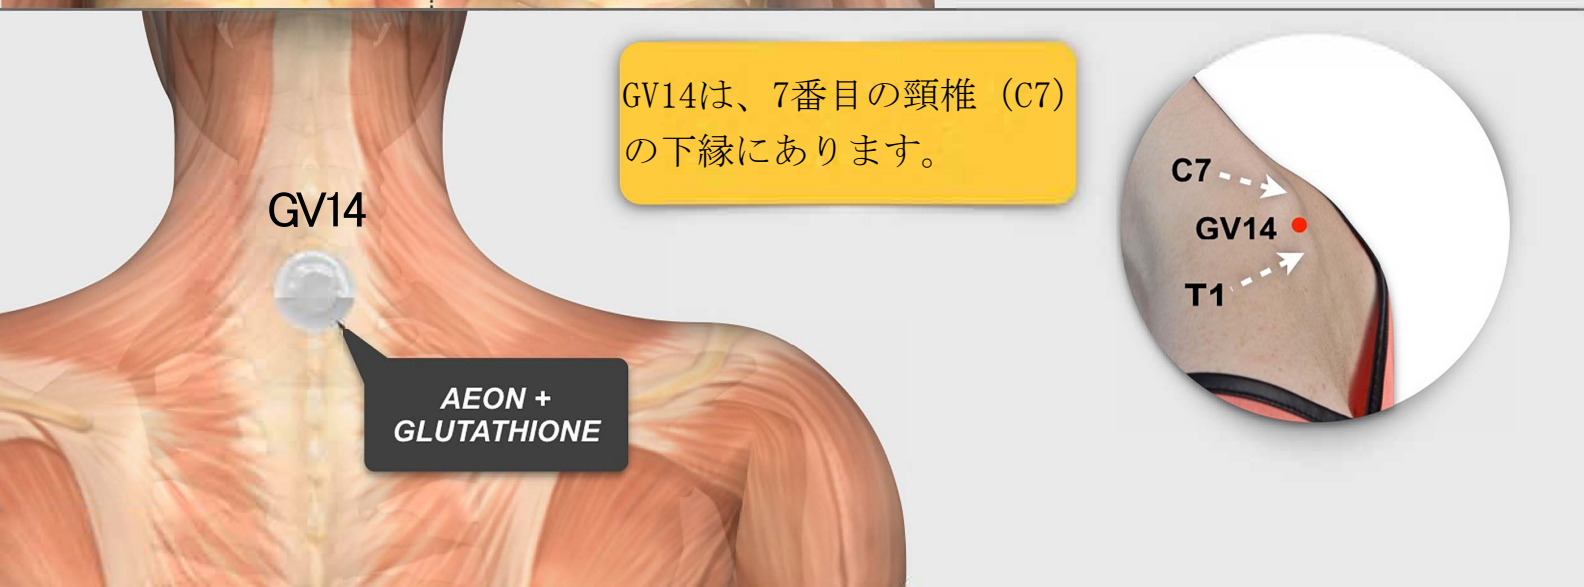 GV14は、7番目の頸椎（C7）
の下縁にあります。
GV14
AEON +
GLUTATHIONE
C7
GV14
T1